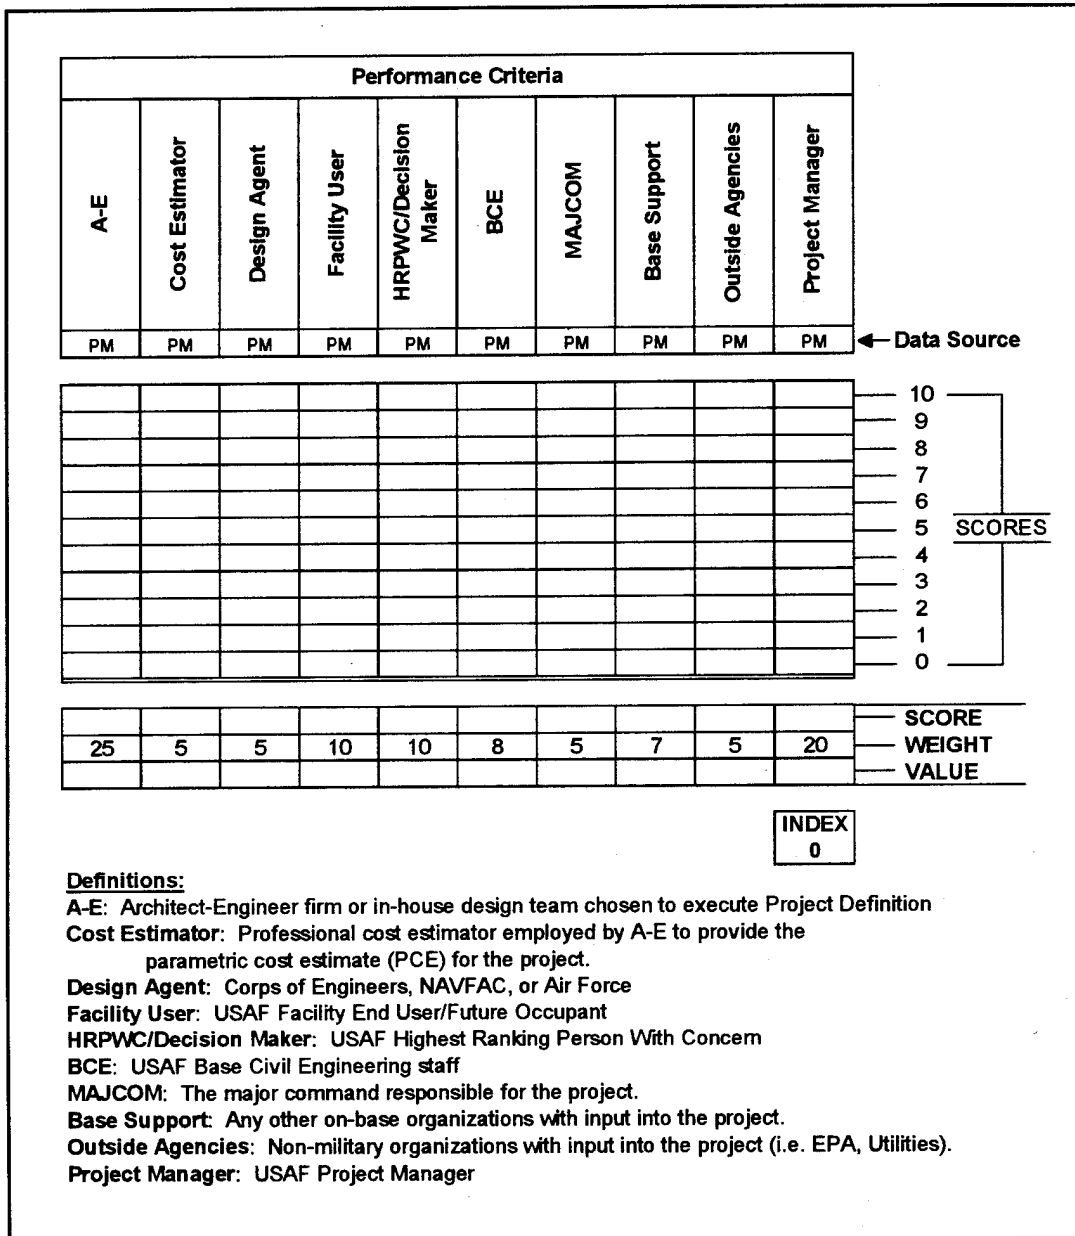 Performance Criteria
A-E
Cost Estimator
Design Agent
Facility User
HRPWC/Decision
Maker
BCE
MAJCOM
Base Support
Outside Agencies
Project Manager
PM PM PM PM PM PM PM PM PM PM Data Source
10
9
8
7
6
5 SCORES
4
3
2
1
0
SCORE
25 5 5 10 10 8 5 7 5 20 WEIGHT
VALUE
INDEX
0
Definitions:
A-E: Architect-Engineer firm or in-house design team chosen to execute Project Definition
Cost Estimator: Professional cost estimator employed by A-E to provide the
parametric cost estimate (PCE) for the project.
Design Agent: Corps of Engineers, NAVFAC, or Air Force
Facility User: USAF Facility End User/Future Occupant
HRPWC/Decision Maker: USAF Highest Ranking Person With Concern
BCE: USAF Base Civil Engineering staff
MAJCOM: The major command responsible for the project.
Base Support: Any other on-base organizations with input into the project.
Outside Agencies: Non-military organizations with input into the project (i.e. EPA, Utilities).
Project Manager: USAF Project Manager